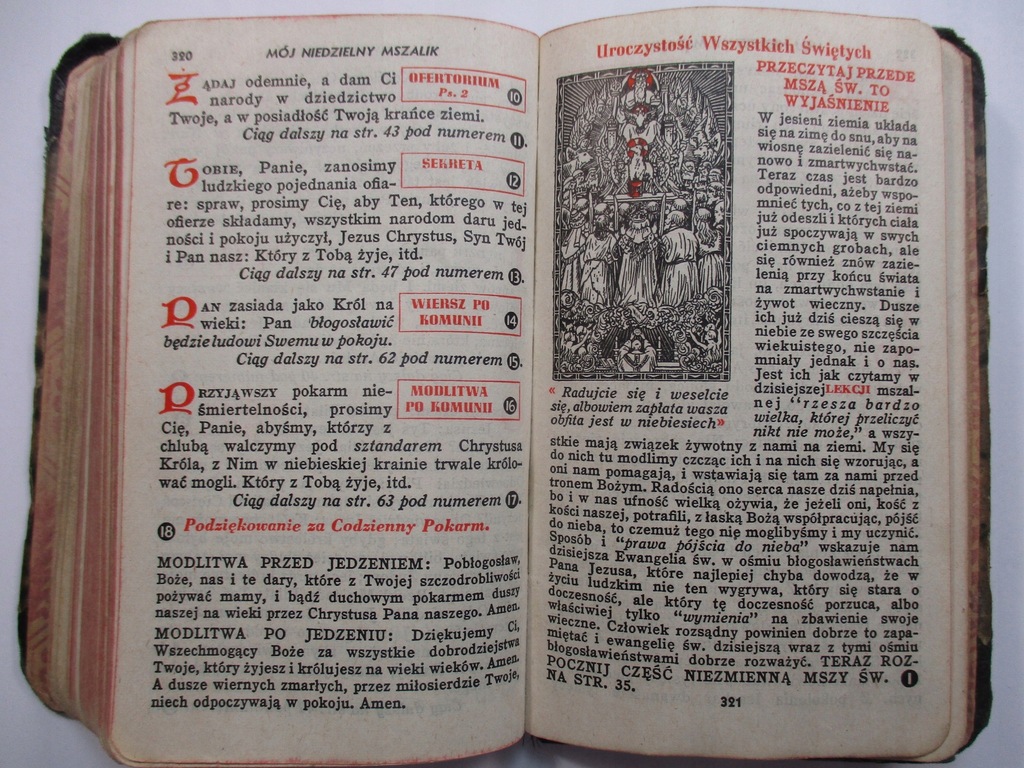 320 MÓJ NIEDZIELNY MSZALIK
ŻĄDAJ odemnie, a dam Ci
narody w dziedzictwo
OFERTORIUM
Ps. 2 10
Twoje, a w posiadłość Twoją krańce ziemi.
Ciąg dalszy na str. 43 pod numerem 11.
TOBIE, Panie, zanosimy
ludzkiego pojednania ofia-
SEKRETA
12
re: spraw, prosimy Cię, aby Ten, którego w tej
ofierze składamy, wszystkim narodom daru jed-
ności i pokoju użyczył, Jezus Chrystus, Syn Twój
i Pan nasz: Który z Tobą żyje, itd.
Ciąg dalszy na str. 47 pod numerem 13.
PAN zasiada jako Król na
wieki: Pan błogosławić
WIERSZ PO
KOMUNII 14
będzie ludowi Swemu w pokoju.
Ciąg dalszy na str. 62 pod numerem 15.
PRZYJĄWSZY pokarm nie-
śmiertelności, prosimy
MODLITWA
PO KOMUNII 16
Cię, Panie, abyśmy, którzy z
chlubą walczymy pod sztandarem Chrystusa
Króla, z Nim w niebieskiej krainie trwale królo-
wać mogli. Który z Tobą żyje, itd.
Ciąg dalszy na str. 63 pod numerem 17.
18 Podziękowanie za Codzienny Pokarm.
MODLITWA PRZED JEDZENIEM: Pobłogosław,
Boże, nas i te dary, które z Twojej szczodrobliwości
pożywać mamy, i bądź duchowym pokarmem duszy
naszej na wieki przez Chrystusa Pana naszego. Amen.
MODLITWA PO JEDZENIU: Dziękujemy Ci,
Wszechmogący Boże za wszystkie dobrodziejstwa
Twoje, który żyjesz i królujesz na wieki wieków. Amen.
A dusze wiernych zmarłych, przez miłosierdzie Twoje,
niech odpoczywają w pokoju. Amen.
Uroczystość Wszystkich Świętych
PRZECZYTAJ PRZEDE
MSZĄ ŚW. TO
WYJAŚNIENIE
W jesieni ziemia układa
się na zimę do snu, aby na
wiosnę zazielenić się na-
nowo i zmartwychwstać.
Teraz czas jest bardzo
odpowiedni, ażeby wspo-
mnieć tych, co z tej ziemi
już odeszli i których ciała
już spoczywają w swych
ciemnych grobach, ale
się również znów zazie-
lenią przy końcu świata
na zmartwychwstanie i
żywot wieczny. Dusze
ich już dziś cieszą się w
niebie ze swego szczęścia
wiekuistego, nie zapo-
mniały jednak i o nas.
Jest ich jak czytamy w
dzisiejszej LEKCJI mszal-
nej “rzesza bardzo
wielka, której przeliczyć
nikt nie może,” a wszy-
« Radujcie się i weselcie
się, albowiem zapłata wasza
obfita jest w niebiesiech»
stkie mają związek żywotny z nami na ziemi. My się
do nich tu modlimy czcząc ich i na nich się wzorując, a
oni nam pomagają, i wstawiają się tam za nami przed
tronem Bożym. Radością ono serca nasze dziś napełnia,
bo i w nas ufność wielką ożywia, że jeżeli oni, kość z
kości naszej, potrafili, z łaską Bożą współpracując, pójść
do nieba, to czemuż tego nie moglibyśmy i my uczynić.
Sposób i “prawa pójścia do nieba” wskazuje nam
dzisiejsza Ewangelia św. w ośmiu błogosławieństwach
Pana Jezusa, które najlepiej chyba dowodzą, że w
życiu ludzkim nie ten wygrywa, który się stara o
doczesność, ale który tę doczesność porzuca, albo
właściwiej tylko “wymienia” na zbawienie swoje
wieczne. Człowiek rozsądny powinien dobrze to zapa-
miętać i ewangelię św. dzisiejszą wraz z tymi ośmiu
błogosławieństwami dobrze rozważyć. TERAZ ROZ-
POCZNIJ CZĘŚĆ NIEZMIENNĄ MSZY ŚW. 1
NA STR. 35.
321